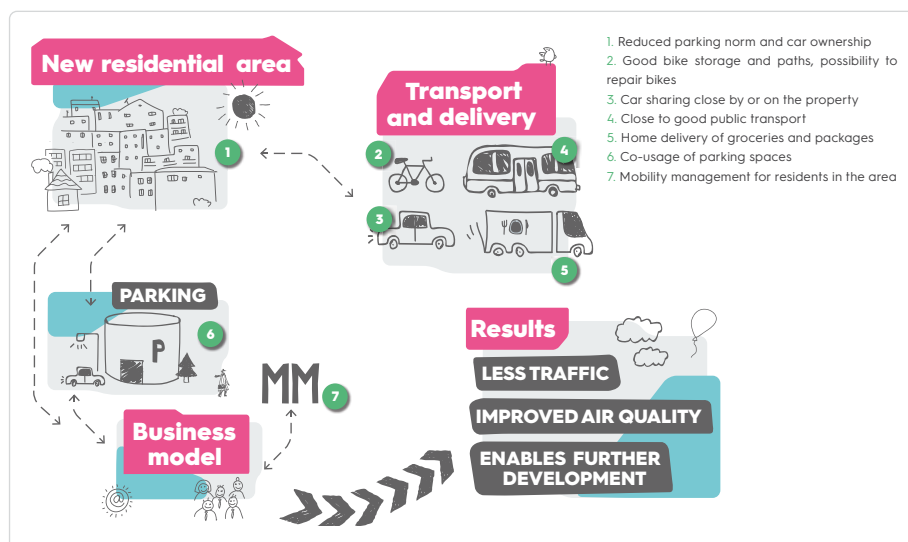 New residential area
1
Transport
and delivery
2
4
3
5
1. Reduced parking norm and car ownership
2. Good bike storage and paths, possibility to
repair bikes
3. Car sharing close by or on the property
4. Close to good public transport
5. Home delivery of groceries and packages
6. Co-usage of parking spaces
7. Mobility management for residents in the area
PARKING
P
6
MM
7
Business
model
@
Results
LESS TRAFFIC
IMPROVED AIR QUALITY
ENABLES FURTHER
DEVELOPMENT